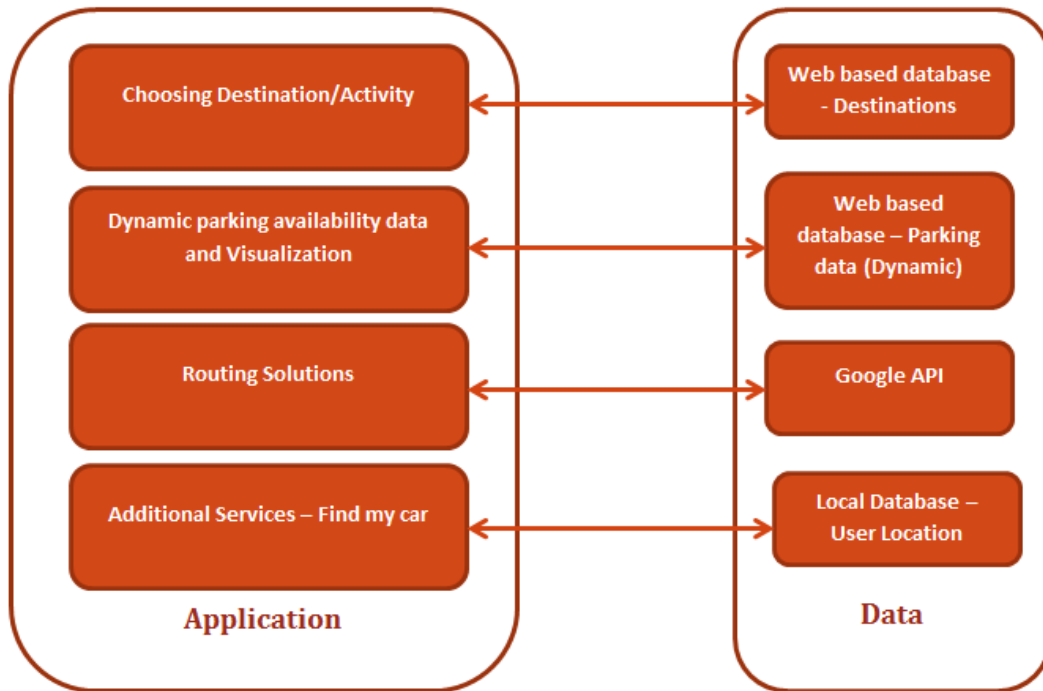 Choosing Destination/Activity
Dynamic parking availability data
and Visualization
Routing Solutions
Additional Services – Find my car
Application
Web based database
- Destinations
Web based
database – Parking
data (Dynamic)
Google API
Local Database –
User Location
Data